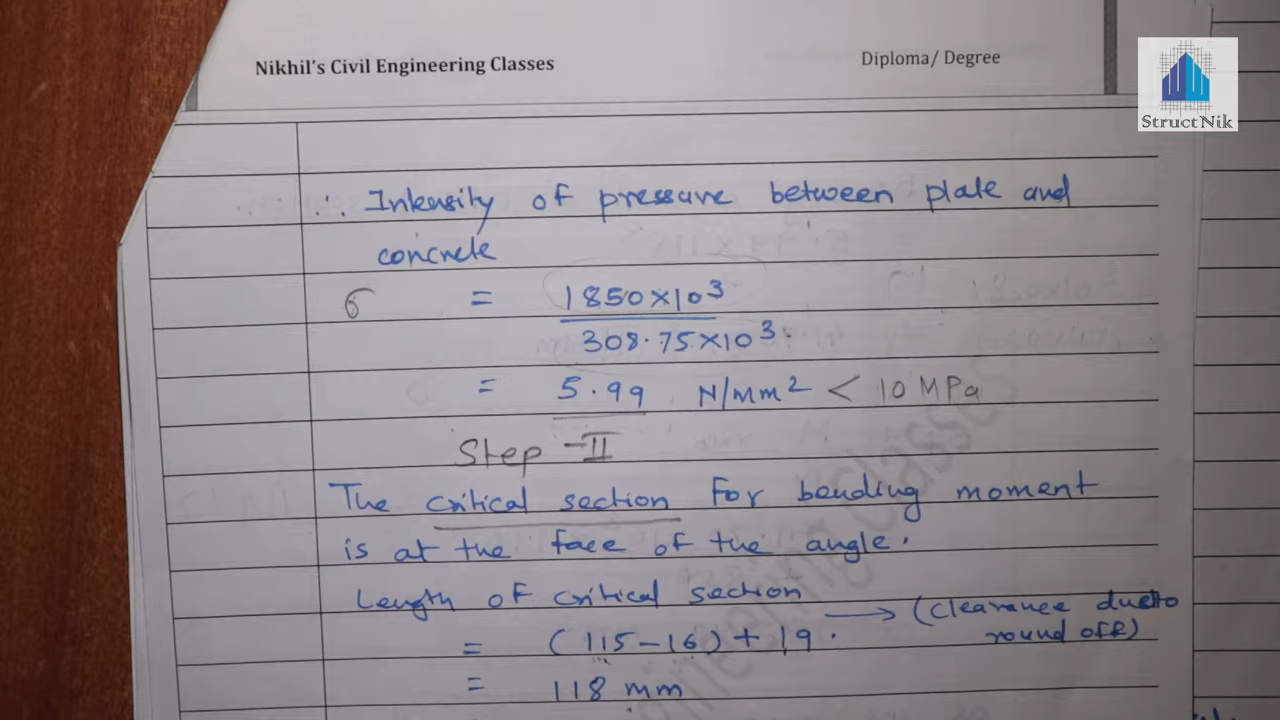 Nikhil's Civil Engineering Classes
Diploma/ Degree
StructNik
∴ Intensity of pressure between plate and
concrete
σ = 1850×10³
308.75×10³
= 5.99 N/mm² < 10 MPa
Step -II
The critical section for bending moment
is at the face of the angle.
Length of critical section
= (115-16) + 19. → (clearance due to
round off)
= 118 mm